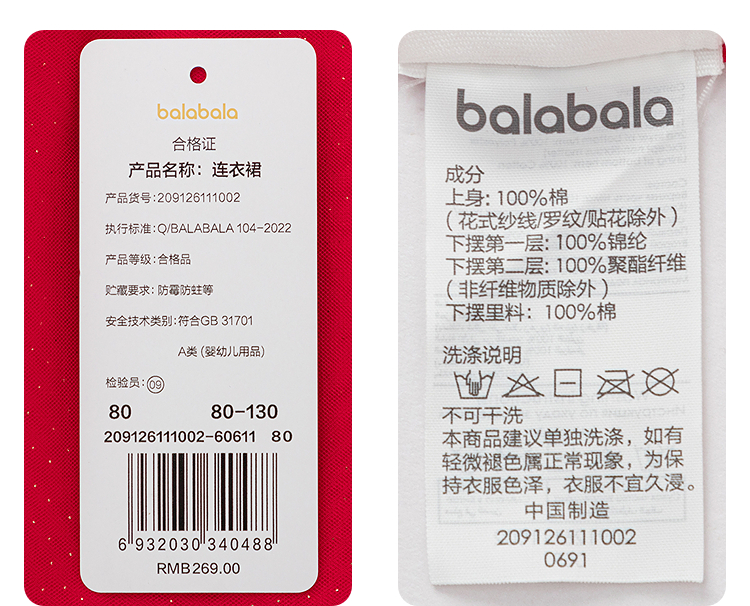 balabala
合格证
产品名称：连衣裙
产品货号：209126111002
执行标准：Q/BALABALA 104-2022
产品等级：合格品
贮藏要求：防霉防蛀等
安全技术类别：符合GB 31701
A类 (婴幼儿用品)
检验员：09
80 80-130
209126111002-60611 80
6 932030 340488
RMB269.00
balabala
成分
上身: 100%棉
( 花式纱线/罗纹/贴花除外 )
下摆第一层: 100%锦纶
下摆第二层: 100%聚酯纤维
( 非纤维物质除外 )
下摆里料: 100%棉
洗涤说明
不可干洗
本商品建议单独洗涤，如有
轻微褪色属正常现象，为保
持衣服色泽，衣服不宜久浸。
中国制造
209126111002
0691